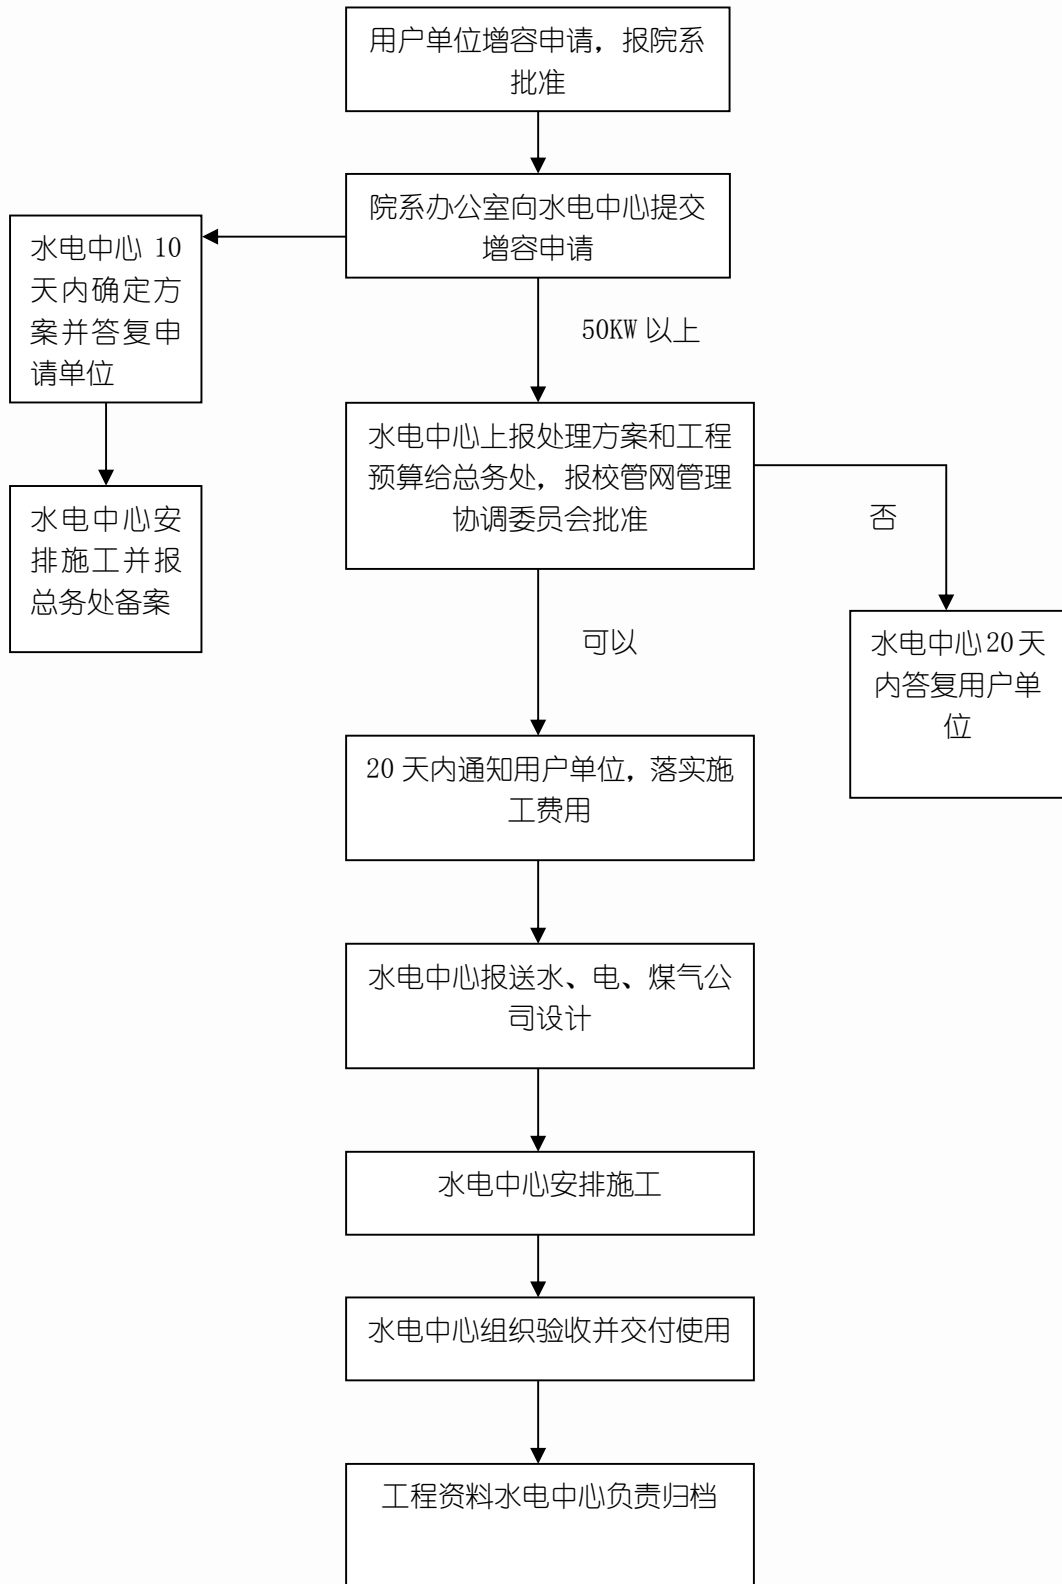 用户单位增容申请，报院系
批准
院系办公室向水电中心提交
增容申请
水电中心 10
天内确定方
案并答复申
请单位
50KW 以上
水电中心上报处理方案和工程
预算给总务处，报校管网管理
协调委员会批准
水电中心安
排施工并报
总务处备案
否
可以
水电中心20天
内答复用户单
位
20 天内通知用户单位，落实施
工费用
水电中心报送水、电、煤气公
司设计
水电中心安排施工
水电中心组织验收并交付使用
工程资料水电中心负责归档